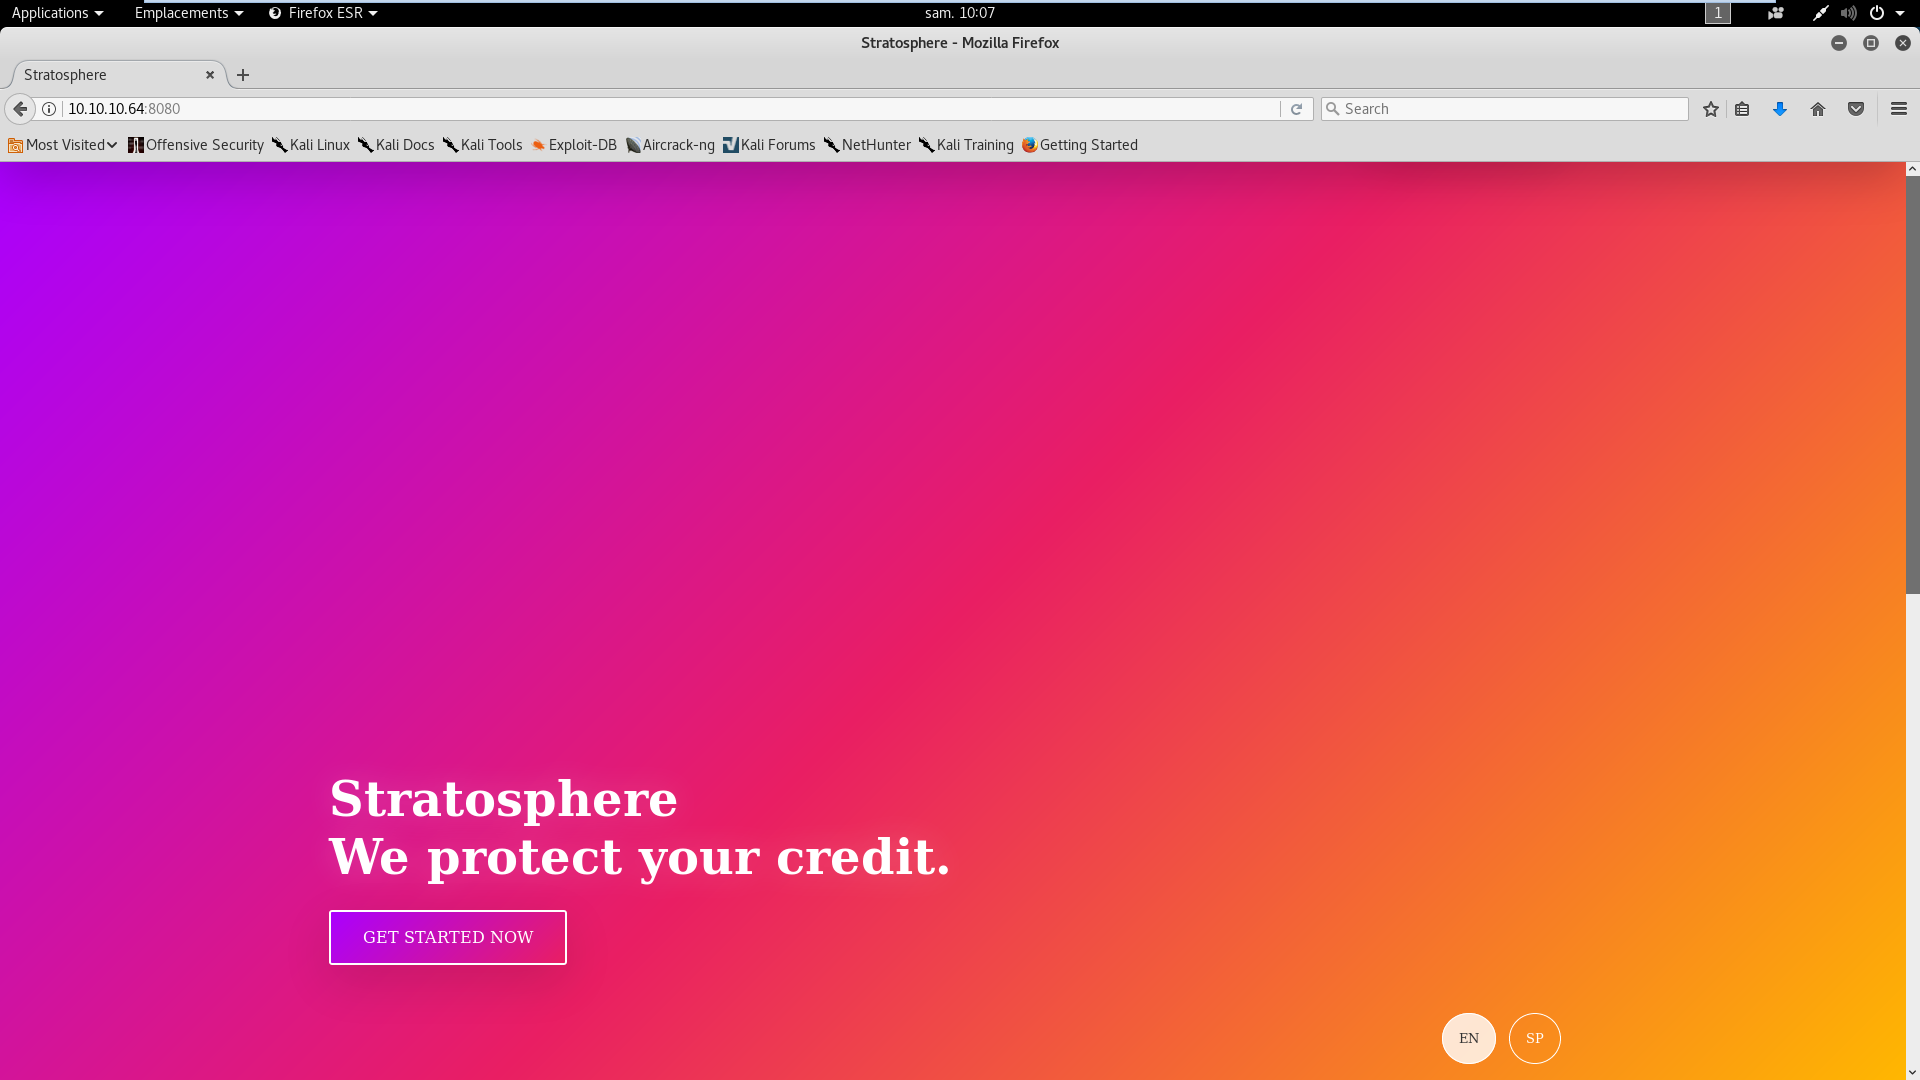 Applications Emplacements Firefox ESR sam. 10:07 1
Stratosphere - Mozilla Firefox
Stratosphere
10.10.10.64:8080 Search
Most Visited Offensive Security Kali Linux Kali Docs Kali Tools Exploit-DB Aircrack-ng Kali Forums NetHunter Kali Training Getting Started
Stratosphere
We protect your credit.
GET STARTED NOW
EN SP